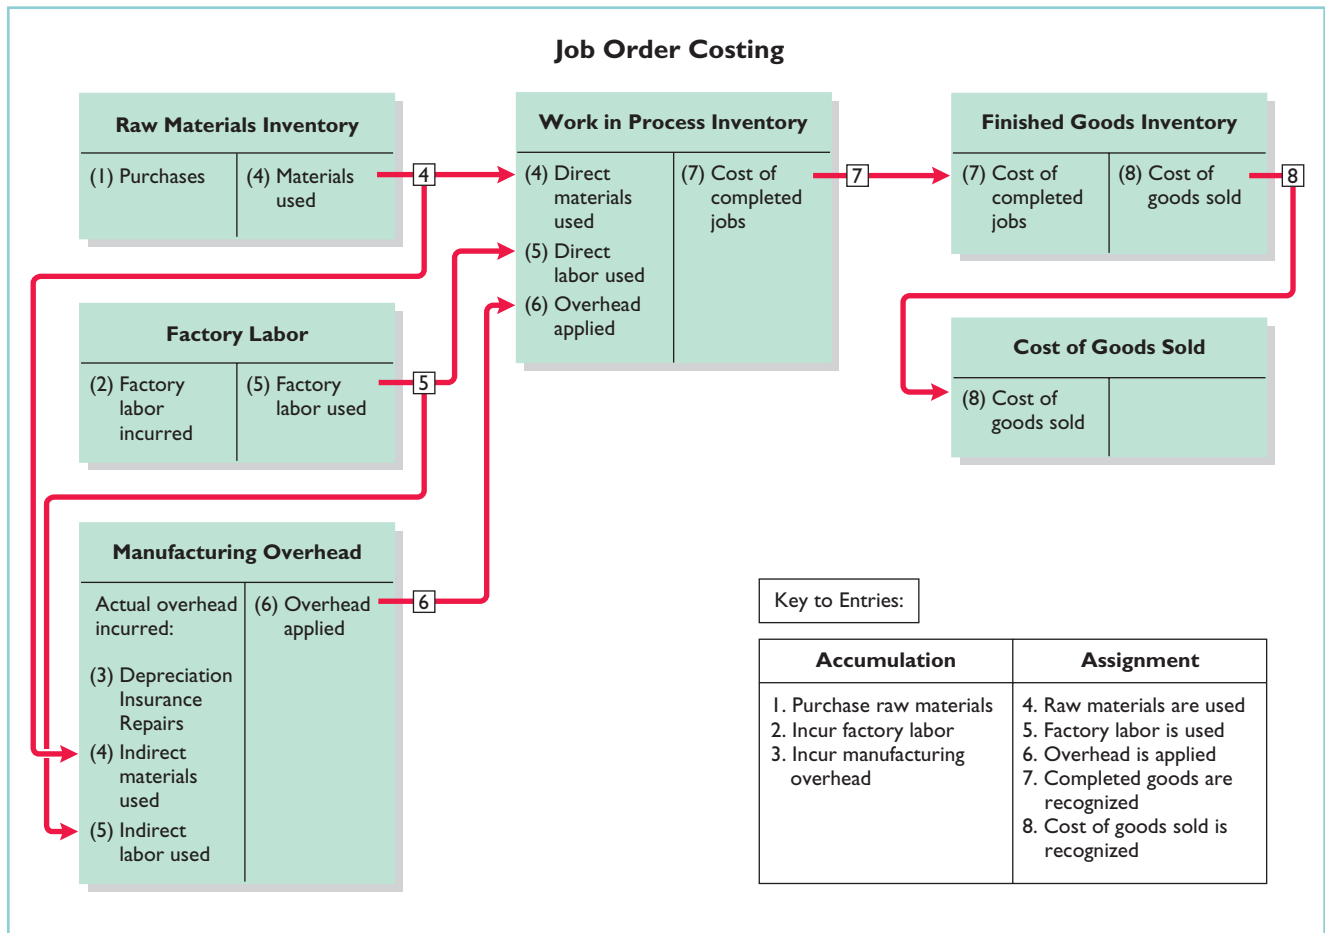 Job Order Costing
Raw Materials Inventory
(1) Purchases
(4) Materials
used
4
Factory Labor
(2) Factory
labor
incurred
(5) Factory
labor used
5
Manufacturing Overhead
Actual overhead
incurred:
(3) Depreciation
Insurance
Repairs
(4) Indirect
materials
used
(5) Indirect
labor used
(6) Overhead
applied
6
Work in Process Inventory
(4) Direct
materials
used
(5) Direct
labor used
(6) Overhead
applied
(7) Cost of
completed
jobs
7
Finished Goods Inventory
(7) Cost of
completed
jobs
(8) Cost of
goods sold
8
Cost of Goods Sold
(8) Cost of
goods sold
Key to Entries:
Accumulation
1. Purchase raw materials
2. Incur factory labor
3. Incur manufacturing
overhead
Assignment
4. Raw materials are used
5. Factory labor is used
6. Overhead is applied
7. Completed goods are
recognized
8. Cost of goods sold is
recognized